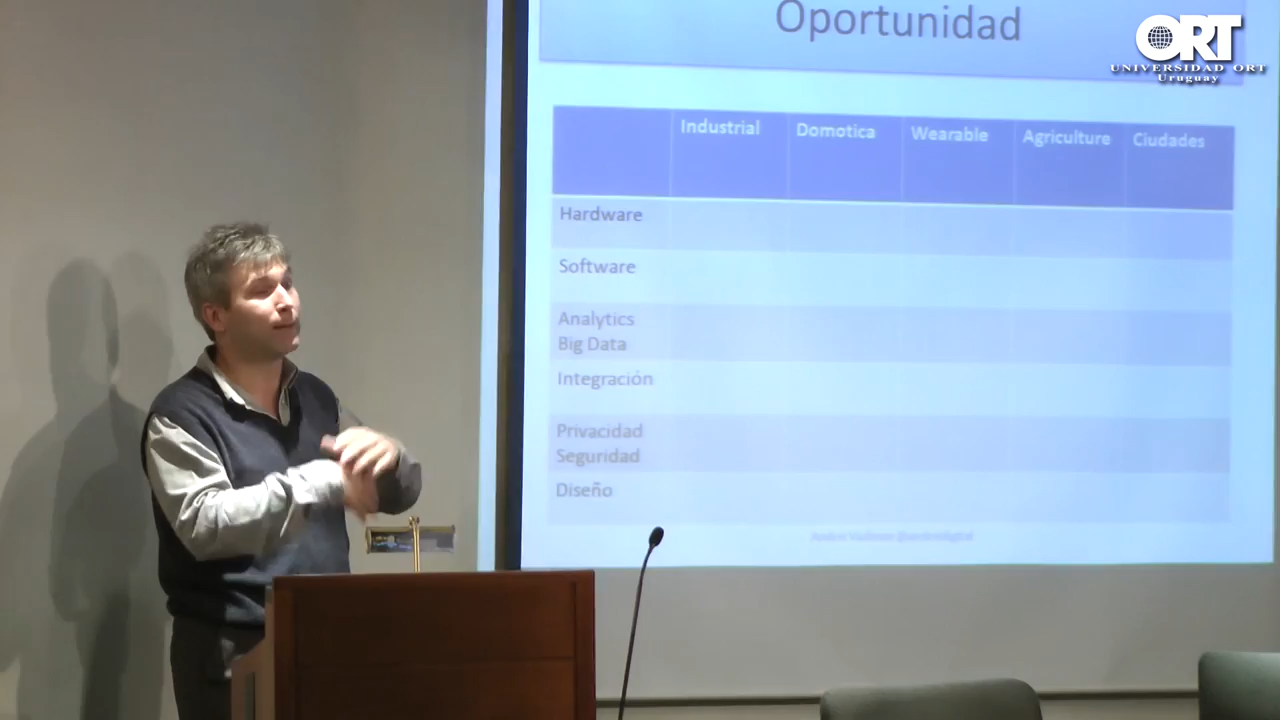 Oportunidad
ORT
UNIVERSIDAD ORT
Uruguay
Industrial Domotica Wearable Agriculture Ciudades
Hardware
Software
Analytics
Big Data
Integración
Privacidad
Seguridad
Diseño